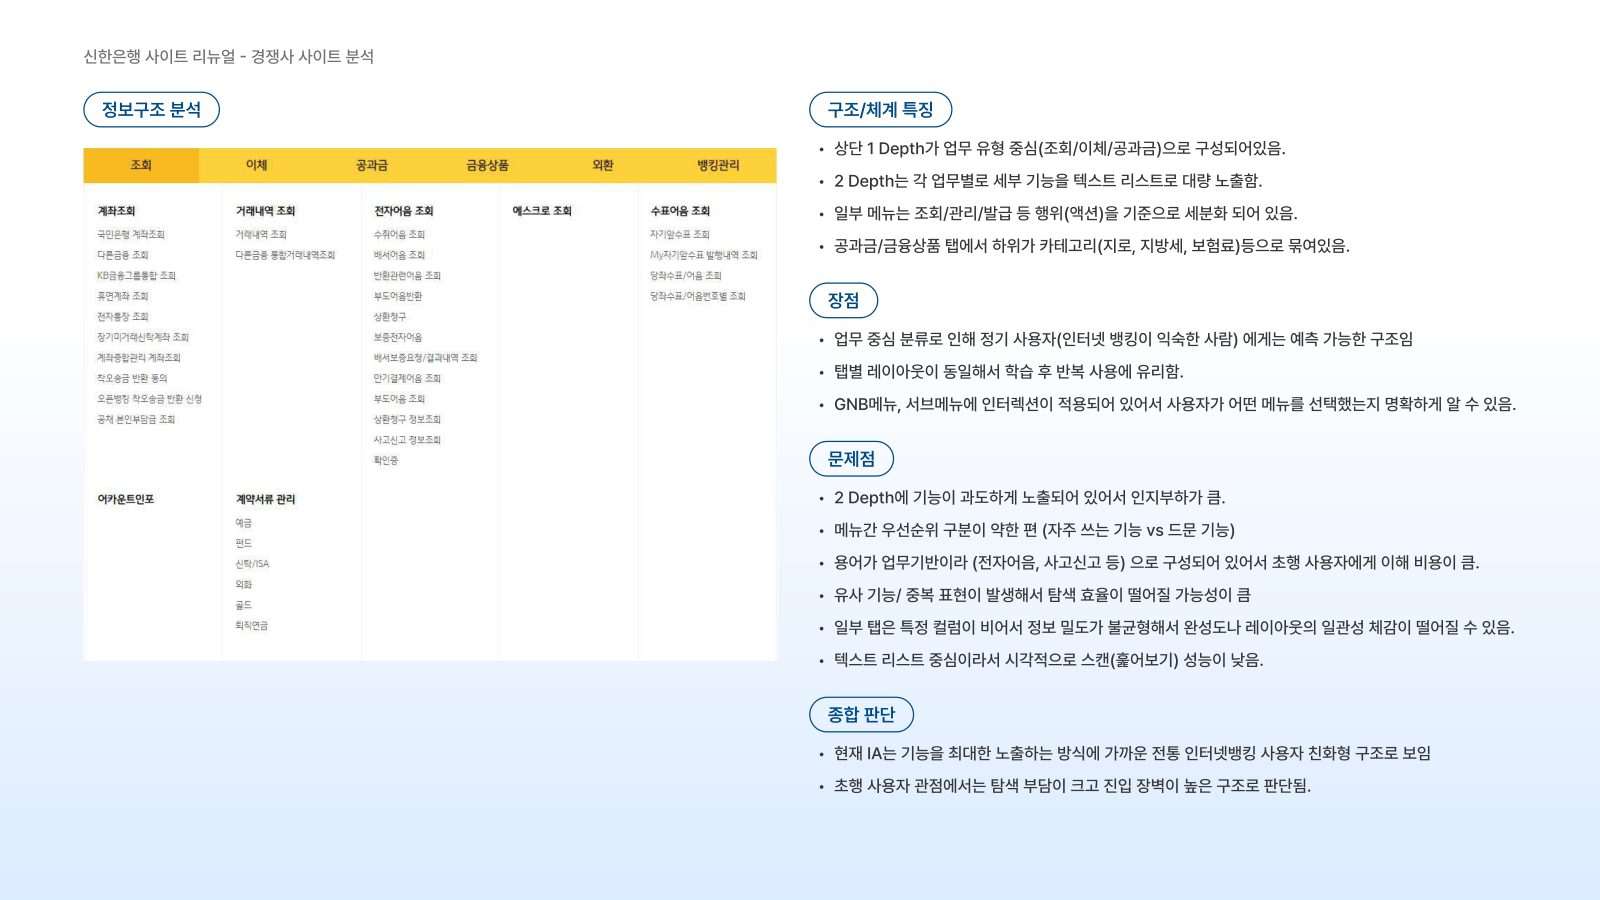 신한은행 사이트 리뉴얼 - 경쟁사 사이트 분석
정보구조 분석
조회 이체 공과금 금융상품 외환 뱅킹관리
계좌조회
국민은행 계좌조회
다른금융 조회
KB금융그룹통합 조회
휴면계좌 조회
전자통장 조회
장기미거래신탁계좌 조회
계좌종합관리 계좌조회
착오송금 반환 동의
오픈뱅킹 착오송금 반환 신청
공채 본인부담금 조회
어카운트인포
거래내역 조회
거래내역 조회
다른금융 통합거래내역조회
계약서류 관리
예금
펀드
신탁/ISA
외화
골드
퇴직연금
전자어음 조회
수취어음 조회
배서어음 조회
반환관련어음 조회
부도어음반환
상환청구
보증전자어음
배서보증요청/결과내역 조회
만기결제어음 조회
부도어음 조회
상환청구 정보조회
사고신고 정보조회
확인증
에스크로 조회
수표어음 조회
자기앞수표 조회
My자기앞수표 발행내역 조회
당좌수표/어음 조회
당좌수표/어음번호별 조회
구조/체계 특징
• 상단 1 Depth가 업무 유형 중심(조회/이체/공과금)으로 구성되어있음.
• 2 Depth는 각 업무별로 세부 기능을 텍스트 리스트로 대량 노출함.
• 일부 메뉴는 조회/관리/발급 등 행위(액션)을 기준으로 세분화 되어 있음.
• 공과금/금융상품 탭에서 하위가 카테고리(지로, 지방세, 보험료)등으로 묶여있음.
장점
• 업무 중심 분류로 인해 정기 사용자(인터넷 뱅킹이 익숙한 사람) 에게는 예측 가능한 구조임
• 탭별 레이아웃이 동일해서 학습 후 반복 사용에 유리함.
• GNB메뉴, 서브메뉴에 인터렉션이 적용되어 있어서 사용자가 어떤 메뉴를 선택했는지 명확하게 알 수 있음.
문제점
• 2 Depth에 기능이 과도하게 노출되어 있어서 인지부하가 큼.
• 메뉴간 우선순위 구분이 약한 편 (자주 쓰는 기능 vs 드문 기능)
• 용어가 업무기반이라 (전자어음, 사고신고 등) 으로 구성되어 있어서 초행 사용자에게 이해 비용이 큼.
• 유사 기능/ 중복 표현이 발생해서 탐색 효율이 떨어질 가능성이 큼
• 일부 탭은 특정 컬럼이 비어서 정보 밀도가 불균형해서 완성도나 레이아웃의 일관성 체감이 떨어질 수 있음.
• 텍스트 리스트 중심이라서 시각적으로 스캔(훑어보기) 성능이 낮음.
종합 판단
• 현재 IA는 기능을 최대한 노출하는 방식에 가까운 전통 인터넷뱅킹 사용자 친화형 구조로 보임
• 초행 사용자 관점에서는 탐색 부담이 크고 진입 장벽이 높은 구조로 판단됨.